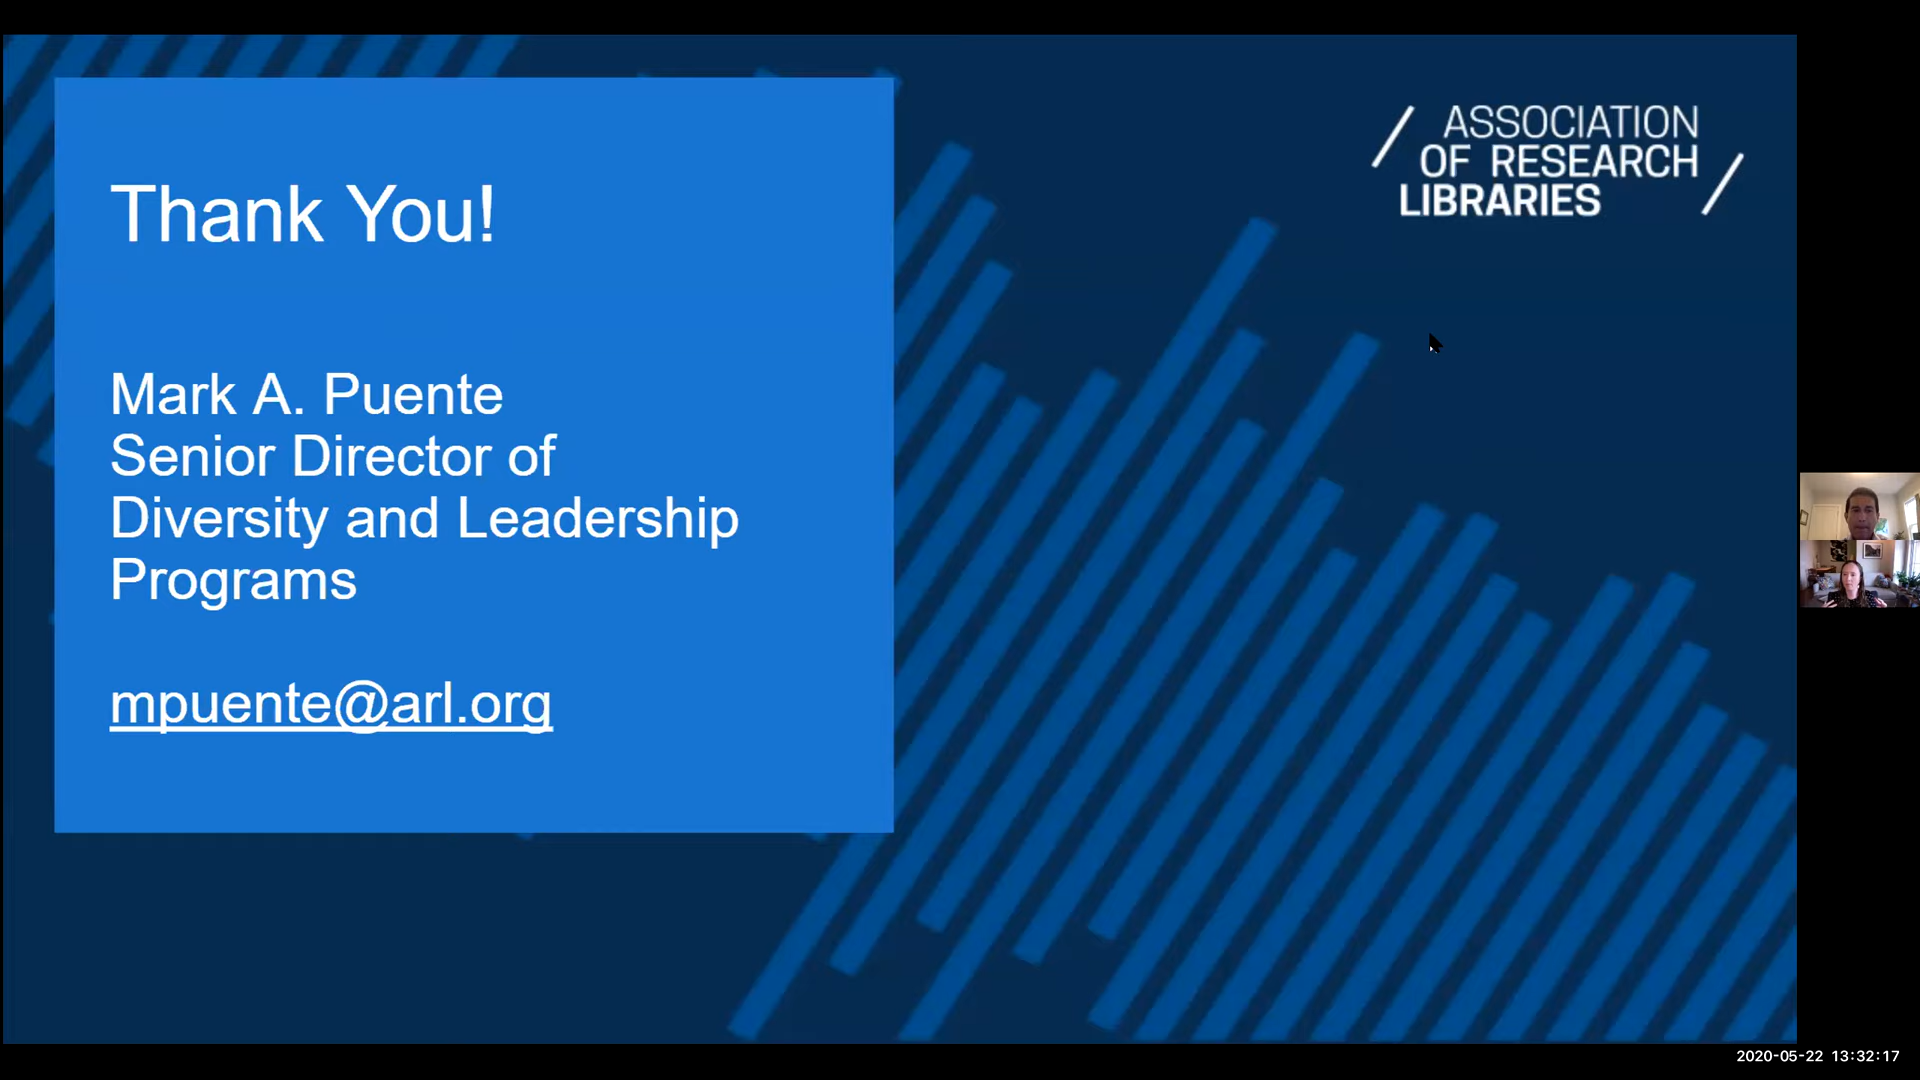 Thank You!
Mark A. Puente
Senior Director of
Diversity and Leadership
Programs
mpuente@arl.org
ASSOCIATION
OF RESEARCH
LIBRARIES
2020-05-22 13:32:17